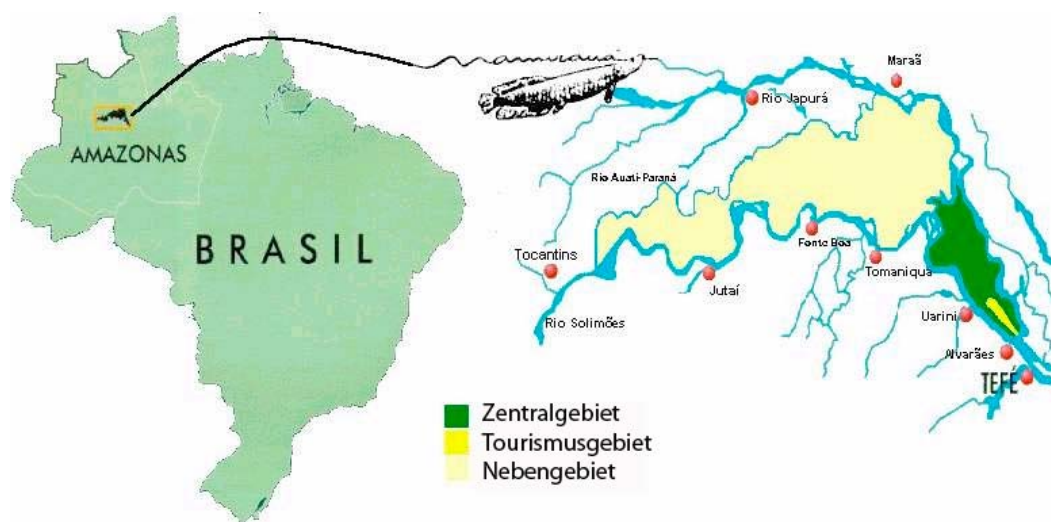 AMAZONAS
BRASIL
Maraã
Rio Japurá
Rio Auati-Paraná
Tocantins
Fonte Boa
Tomaniquá
Jutaí
Rio Solimões
Uarini
Alvarães
TEFÉ
Zentralgebiet
Tourismusgebiet
Nebengebiet